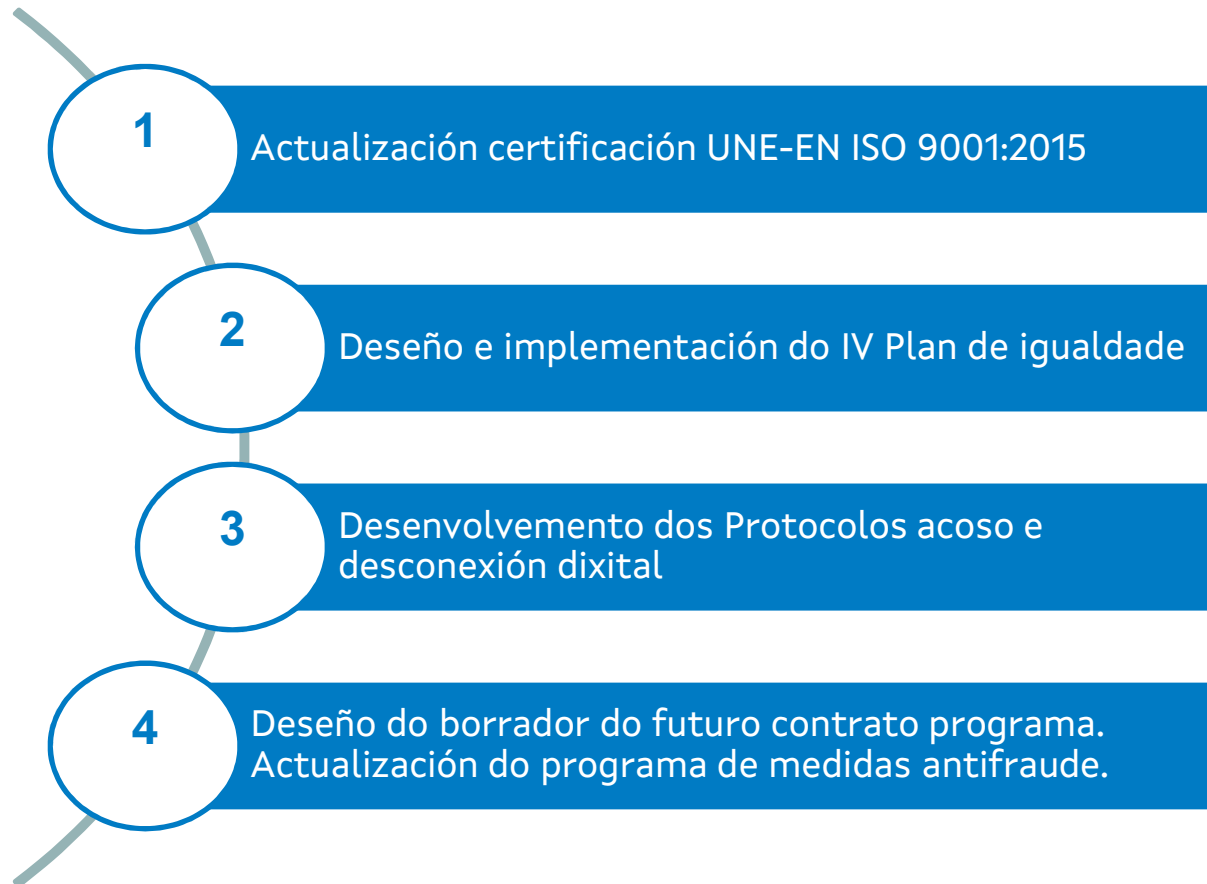 1
Actualización certificación UNE-EN ISO 9001:2015
2
Deseño e implementación do IV Plan de igualdade
3
Desenvolvemento dos Protocolos acoso e
desconexión dixital
4
Deseño do borrador do futuro contrato programa.
Actualización do programa de medidas antifraude.